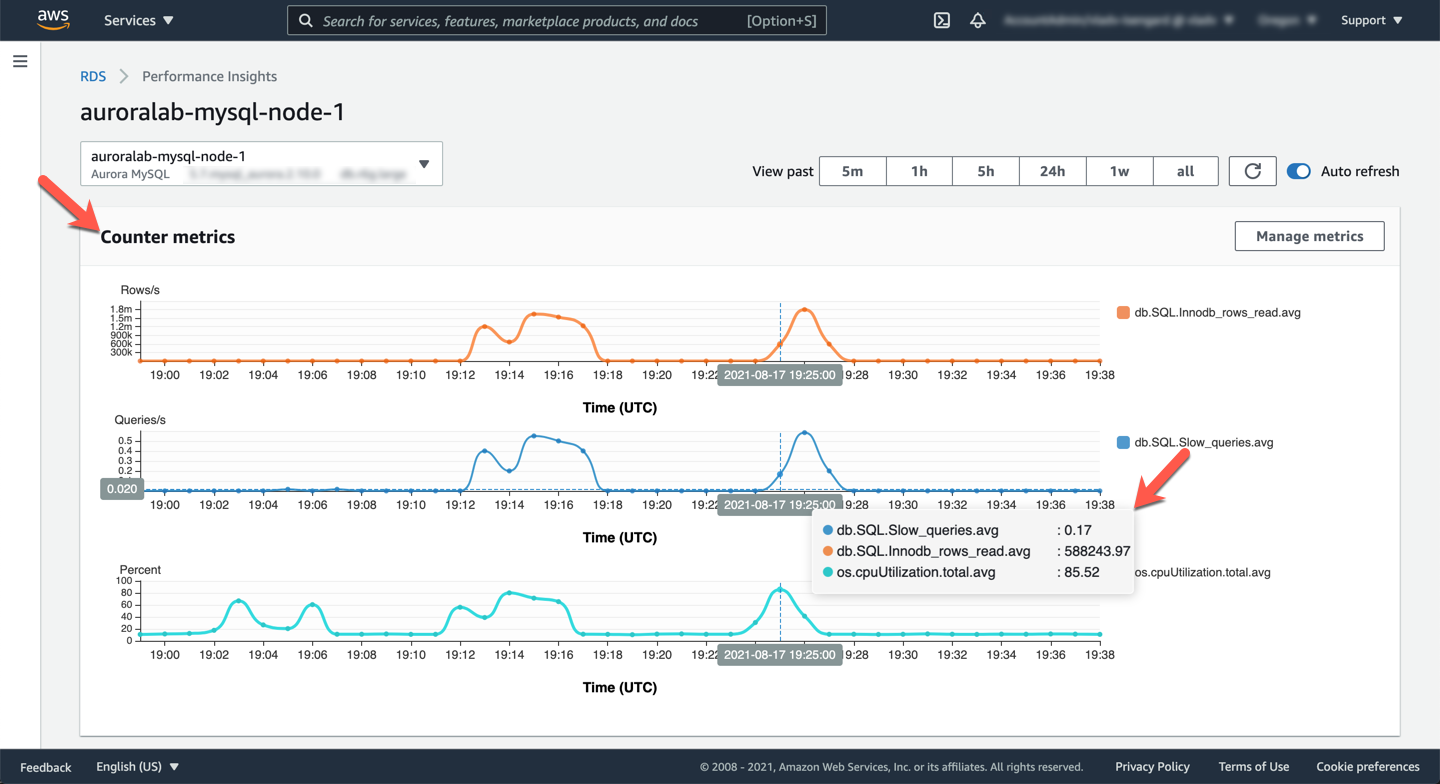 aws
Services
Search for services, features, marketplace products, and docs [Option+S]
Support
RDS Performance Insights
auroralab-mysql-node-1
auroralab-mysql-node-1
Aurora MySQL
View past 5m 1h 5h 24h 1w all Auto refresh
Counter metrics
Manage metrics
Rows/s
1.8m
1.5m
1.2m
900k
600k
300k
db.SQL.Innodb_rows_read.avg
19:00 19:02 19:04 19:06 19:08 19:10 19:12 19:14 19:16 19:18 19:20 19:22 2021-08-17 19:25:00 9:28 19:30 19:32 19:34 19:36 19:38
Time (UTC)
Queries/s
0.5
0.4
0.3
0.2
0.020
db.SQL.Slow_queries.avg
19:00 19:02 19:04 19:06 19:08 19:10 19:12 19:14 19:16 19:18 19:20 19:22 2021-08-17 19:25:00 9:28 19:30 19:32 19:34 19:36 19:38
Time (UTC)
db.SQL.Slow_queries.avg : 0.17
db.SQL.Innodb_rows_read.avg : 588243.97
os.cpuUtilization.total.avg : 85.52
Percent
100
80
60
40
20
0
os.cpuUtilization.total.avg
19:00 19:02 19:04 19:06 19:08 19:10 19:12 19:14 19:16 19:18 19:20 19:22 2021-08-17 19:25:00 9:28 19:30 19:32 19:34 19:36 19:38
Time (UTC)
Feedback English (US) © 2008 - 2021, Amazon Web Services, Inc. or its affiliates. All rights reserved. Privacy Policy Terms of Use Cookie preferences